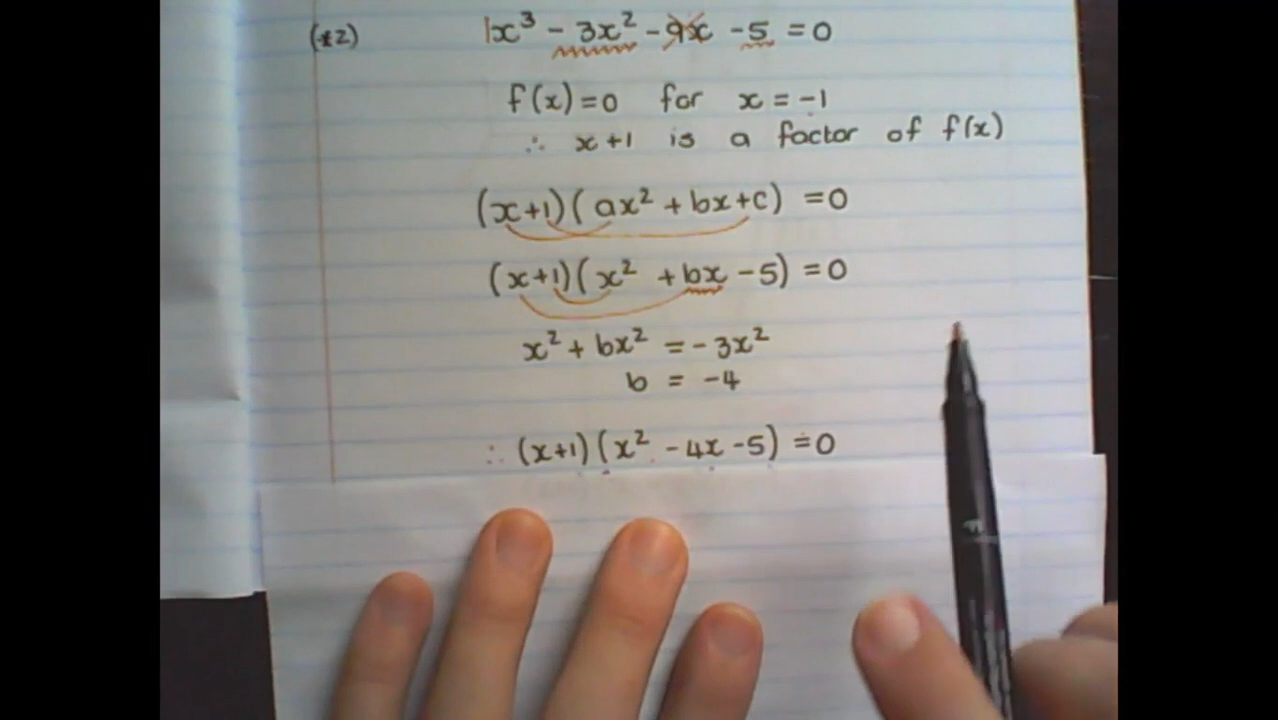 (*2) 1x³ - 3x² - 9x - 5 = 0
f(x) = 0 for x = -1
∴ x+1 is a factor of f(x)
(x+1)(ax² + bx + c) = 0
(x+1)(x² + bx - 5) = 0
x² + bx² = -3x²
b = -4
∴ (x+1)(x² - 4x - 5) = 0